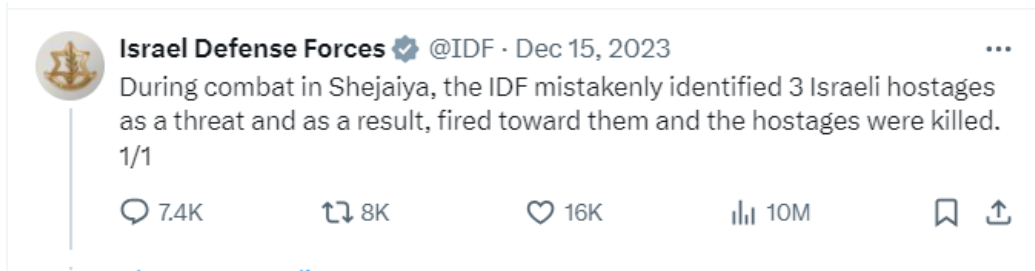 Israel Defense Forces @IDF · Dec 15, 2023
During combat in Shejaiya, the IDF mistakenly identified 3 Israeli hostages
as a threat and as a result, fired toward them and the hostages were killed.
1/1
7.4K 8K 16K 10M